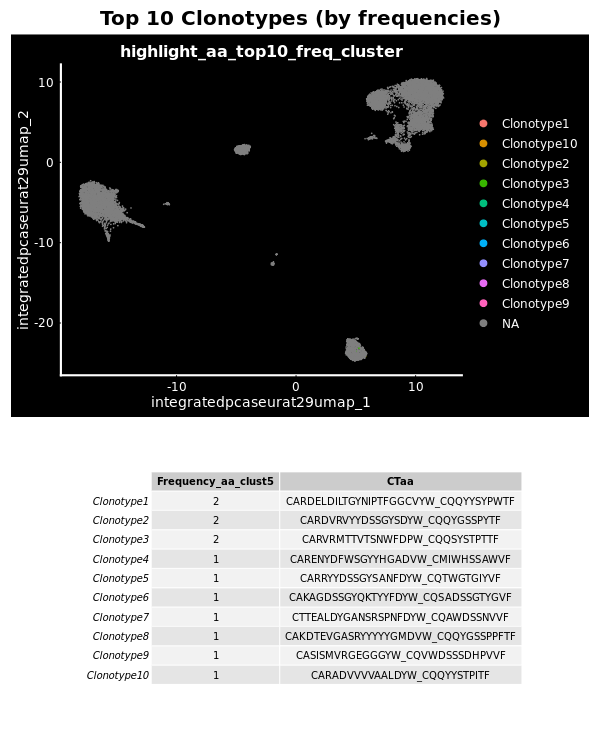 Top 10 Clonotypes (by frequencies)
highlight_aa_top10_freq_cluster
integratedpcaseurat29umap_2
10
0
-10
-20
-10
0
10
integratedpcaseurat29umap_1
Clonotype1
Clonotype10
Clonotype2
Clonotype3
Clonotype4
Clonotype5
Clonotype6
Clonotype7
Clonotype8
Clonotype9
NA
Frequency_aa_clust5 CTaa
Clonotype1 2 CARDELDILTGYNIPTFGGCVYW_CQQYYSYPWTF
Clonotype2 2 CARDVRVYYDSSGYSDYW_CQQYGSSPYTF
Clonotype3 2 CARVRMTTVTSNWFDPW_CQQSYSTPTTF
Clonotype4 1 CARENYDFWSGYYHGADVW_CMIWHSSAWVF
Clonotype5 1 CARRYYDSSGYSANFDYW_CQTWGTGIYVF
Clonotype6 1 CAKAGDSSGYQKTYYFDYW_CQSADSSGTYGVF
Clonotype7 1 CTTEALDYGANSRSPNFDYW_CQAWDSSNVVF
Clonotype8 1 CAKDTEVGASRYYYYYGMDVW_CQQYGSSPPFTF
Clonotype9 1 CASISMVRGEGGGYW_CQVWDSSSDHPVVF
Clonotype10 1 CARADVVVVAALDYW_CQQYYSTPITF